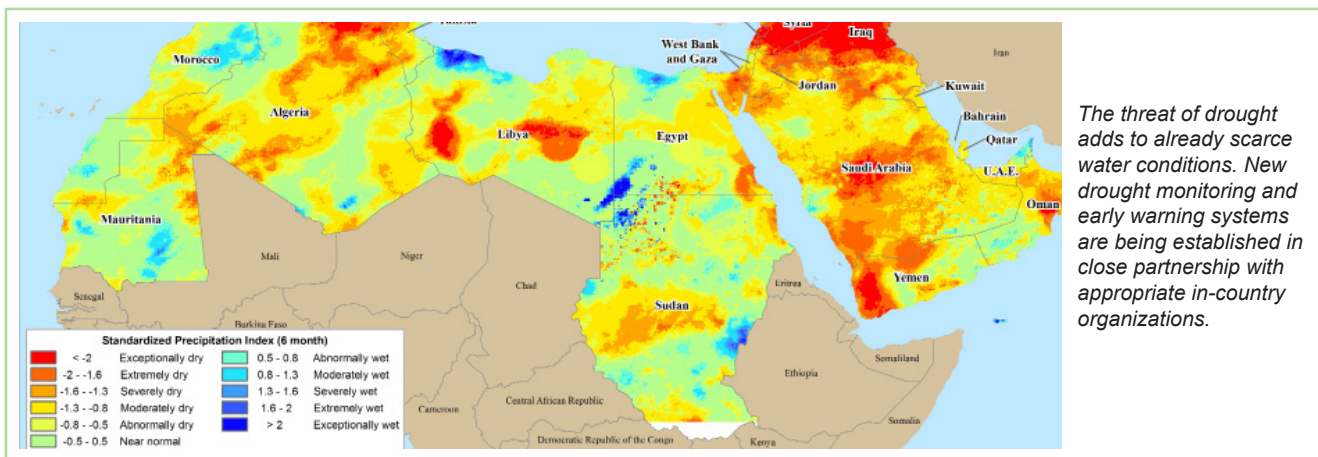 Tunisia
Syria
Iraq
Iran
Morocco
West Bank
and Gaza
Jordan
Kuwait
Algeria
Libya
Egypt
Bahrain
Qatar
Saudi Arabia
U.A.E.
Oman
Mauritania
Mali
Niger
Chad
Sudan
Eritrea
Yemen
Senegal
Burkina Faso
Somaliland
Ethiopia
Cameroon
Central African Republic
Somalia
Democratic Republic of the Congo
Kenya
Standardized Precipitation Index (6 month)
< -2 Exceptionally dry
-2 - -1.6 Extremely dry
-1.6 - -1.3 Severely dry
-1.3 - -0.8 Moderately dry
-0.8 - -0.5 Abnormally dry
-0.5 - 0.5 Near normal
0.5 - 0.8 Abnormally wet
0.8 - 1.3 Moderately wet
1.3 - 1.6 Severely wet
1.6 - 2 Extremely wet
> 2 Exceptionally wet
The threat of drought
adds to already scarce
water conditions. New
drought monitoring and
early warning systems
are being established in
close partnership with
appropriate in-country
organizations.